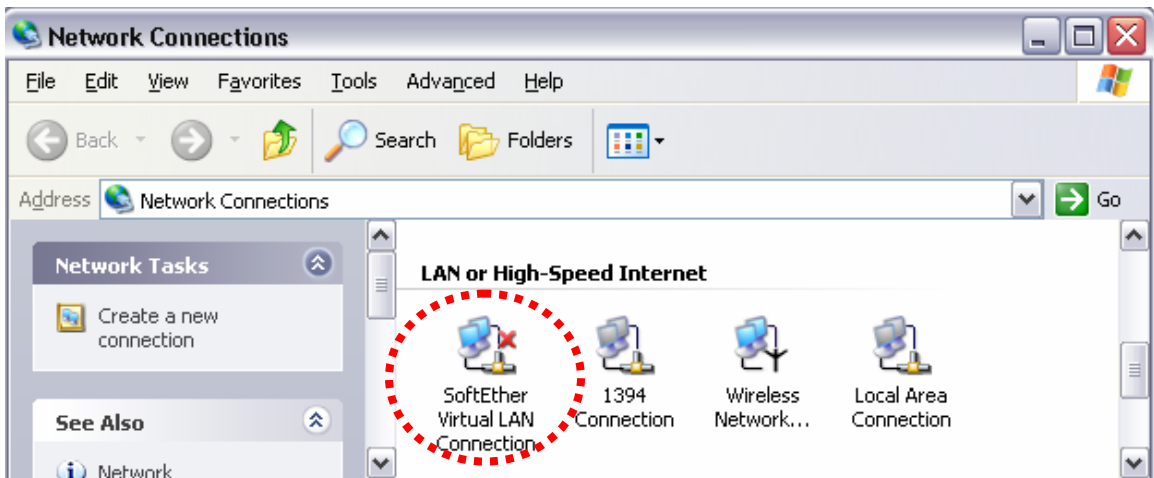 Network Connections
File Edit View Favorites Tools Advanced Help
Back Search Folders
Address Network Connections Go
Network Tasks
Create a new
connection
See Also
Network
LAN or High-Speed Internet
SoftEther
Virtual LAN
Connection
1394
Connection
Wireless
Network...
Local Area
Connection